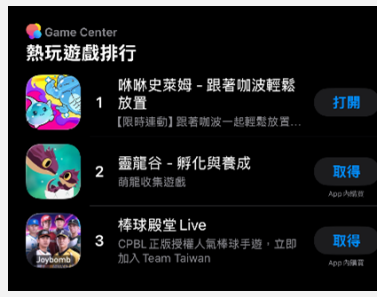 Game Center
熱玩遊戲排行
1
咻咻史萊姆 - 跟著咖波輕鬆
放置
【限時連動】跟著咖波一起輕鬆放置...
打開
2
靈龍谷 - 孵化與養成
萌龍收集遊戲
取得
App 內購買
3
棒球殿堂 Live
CPBL 正版授權人氣棒球手遊,立即
加入 Team Taiwan
取得
App 內購買
Joybomb